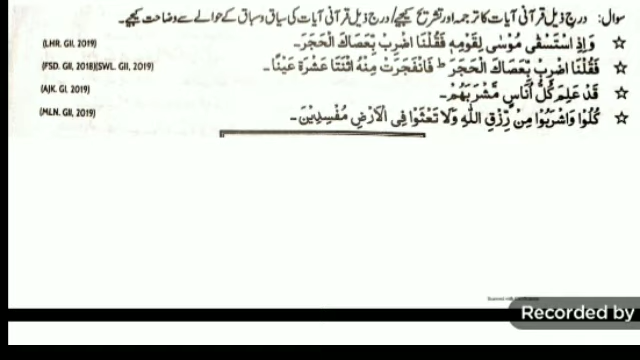 سوال: درج ذیل قرآنی آیات کا ترجمہ اور تشریح کیجیے/درج ذیل قرآنی آیات کی سیاق و سباق کے حوالے سے وضاحت کیجیے۔
☆ وَاِذِ اسْتَسْقٰى مُوْسٰى لِقَوْمِهٖ فَقُلْنَا اضْرِبْ بِّعَصَاكَ الْحَجَرَ۔ (LHR. GII, 2019)
☆ فَقُلْنَا اضْرِبْ بِّعَصَاكَ الْحَجَرَ ؕ فَانْفَجَرَتْ مِنْهُ اثْنَتَا عَشْرَةَ عَيْنًا۔ (FSD. GII, 2018)(SWL. GII, 2019)
☆ قَدْ عَلِمَ كُلُّ اُنَاسٍ مَّشْرَبَهُمْ۔ (AJK. GI, 2019)
☆ كُلُوْا وَاشْرَبُوْا مِنْ رِّزْقِ اللّٰهِ وَلَا تَعْثَوْا فِى الْاَرْضِ مُفْسِدِيْنَ۔ (MLN. GII, 2019)
Recorded by